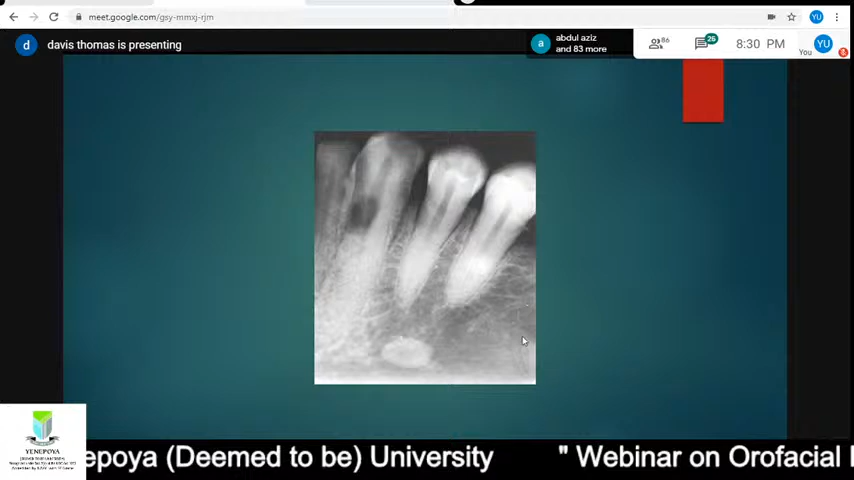 meet.google.com/gsy-mmxj-rjm
YU
d
davis thomas is presenting
a
abdul aziz
and 83 more
86
26
8:30 PM
You
YU
YENEPOYA
epoya (Deemed to be) University " Webinar on Orofacial